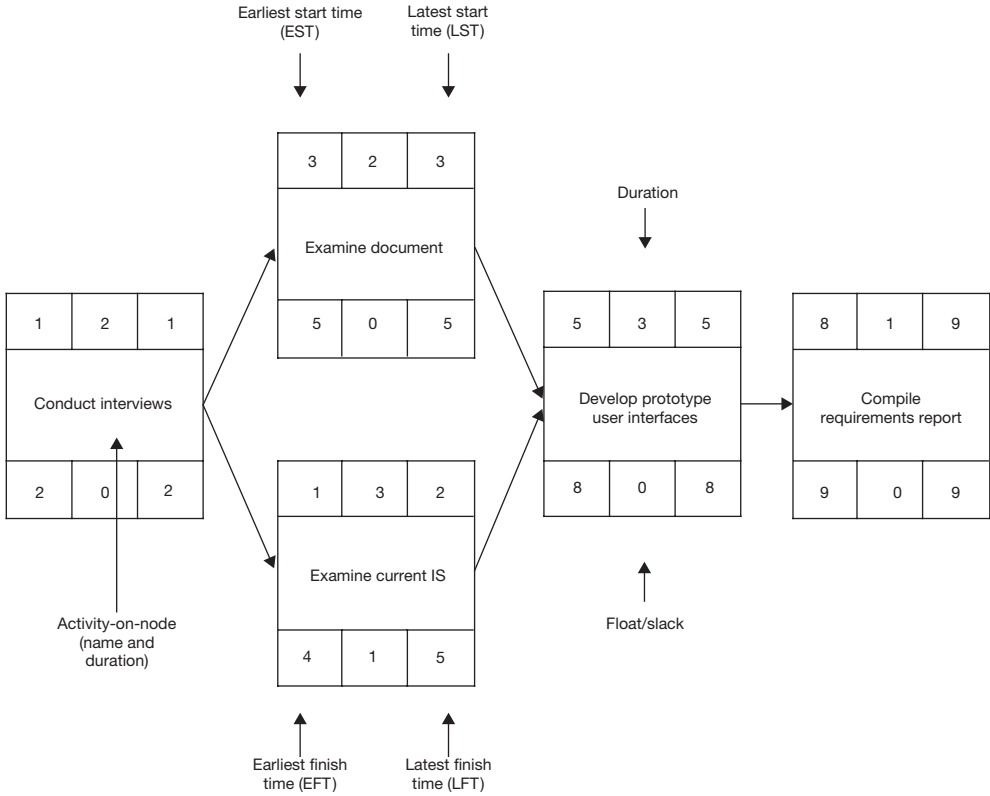 Earliest start time
(EST)
Latest start
time (LST)
3 2 3
Examine document
5 0 5
Duration
1 2 1
Conduct interviews
2 0 2
Activity-on-node
(name and
duration)
1 3 2
Examine current IS
4 1 5
Earliest finish
time (EFT)
Latest finish
time (LFT)
5 3 5
Develop prototype
user interfaces
8 0 8
Float/slack
8 1 9
Compile
requirements report
9 0 9